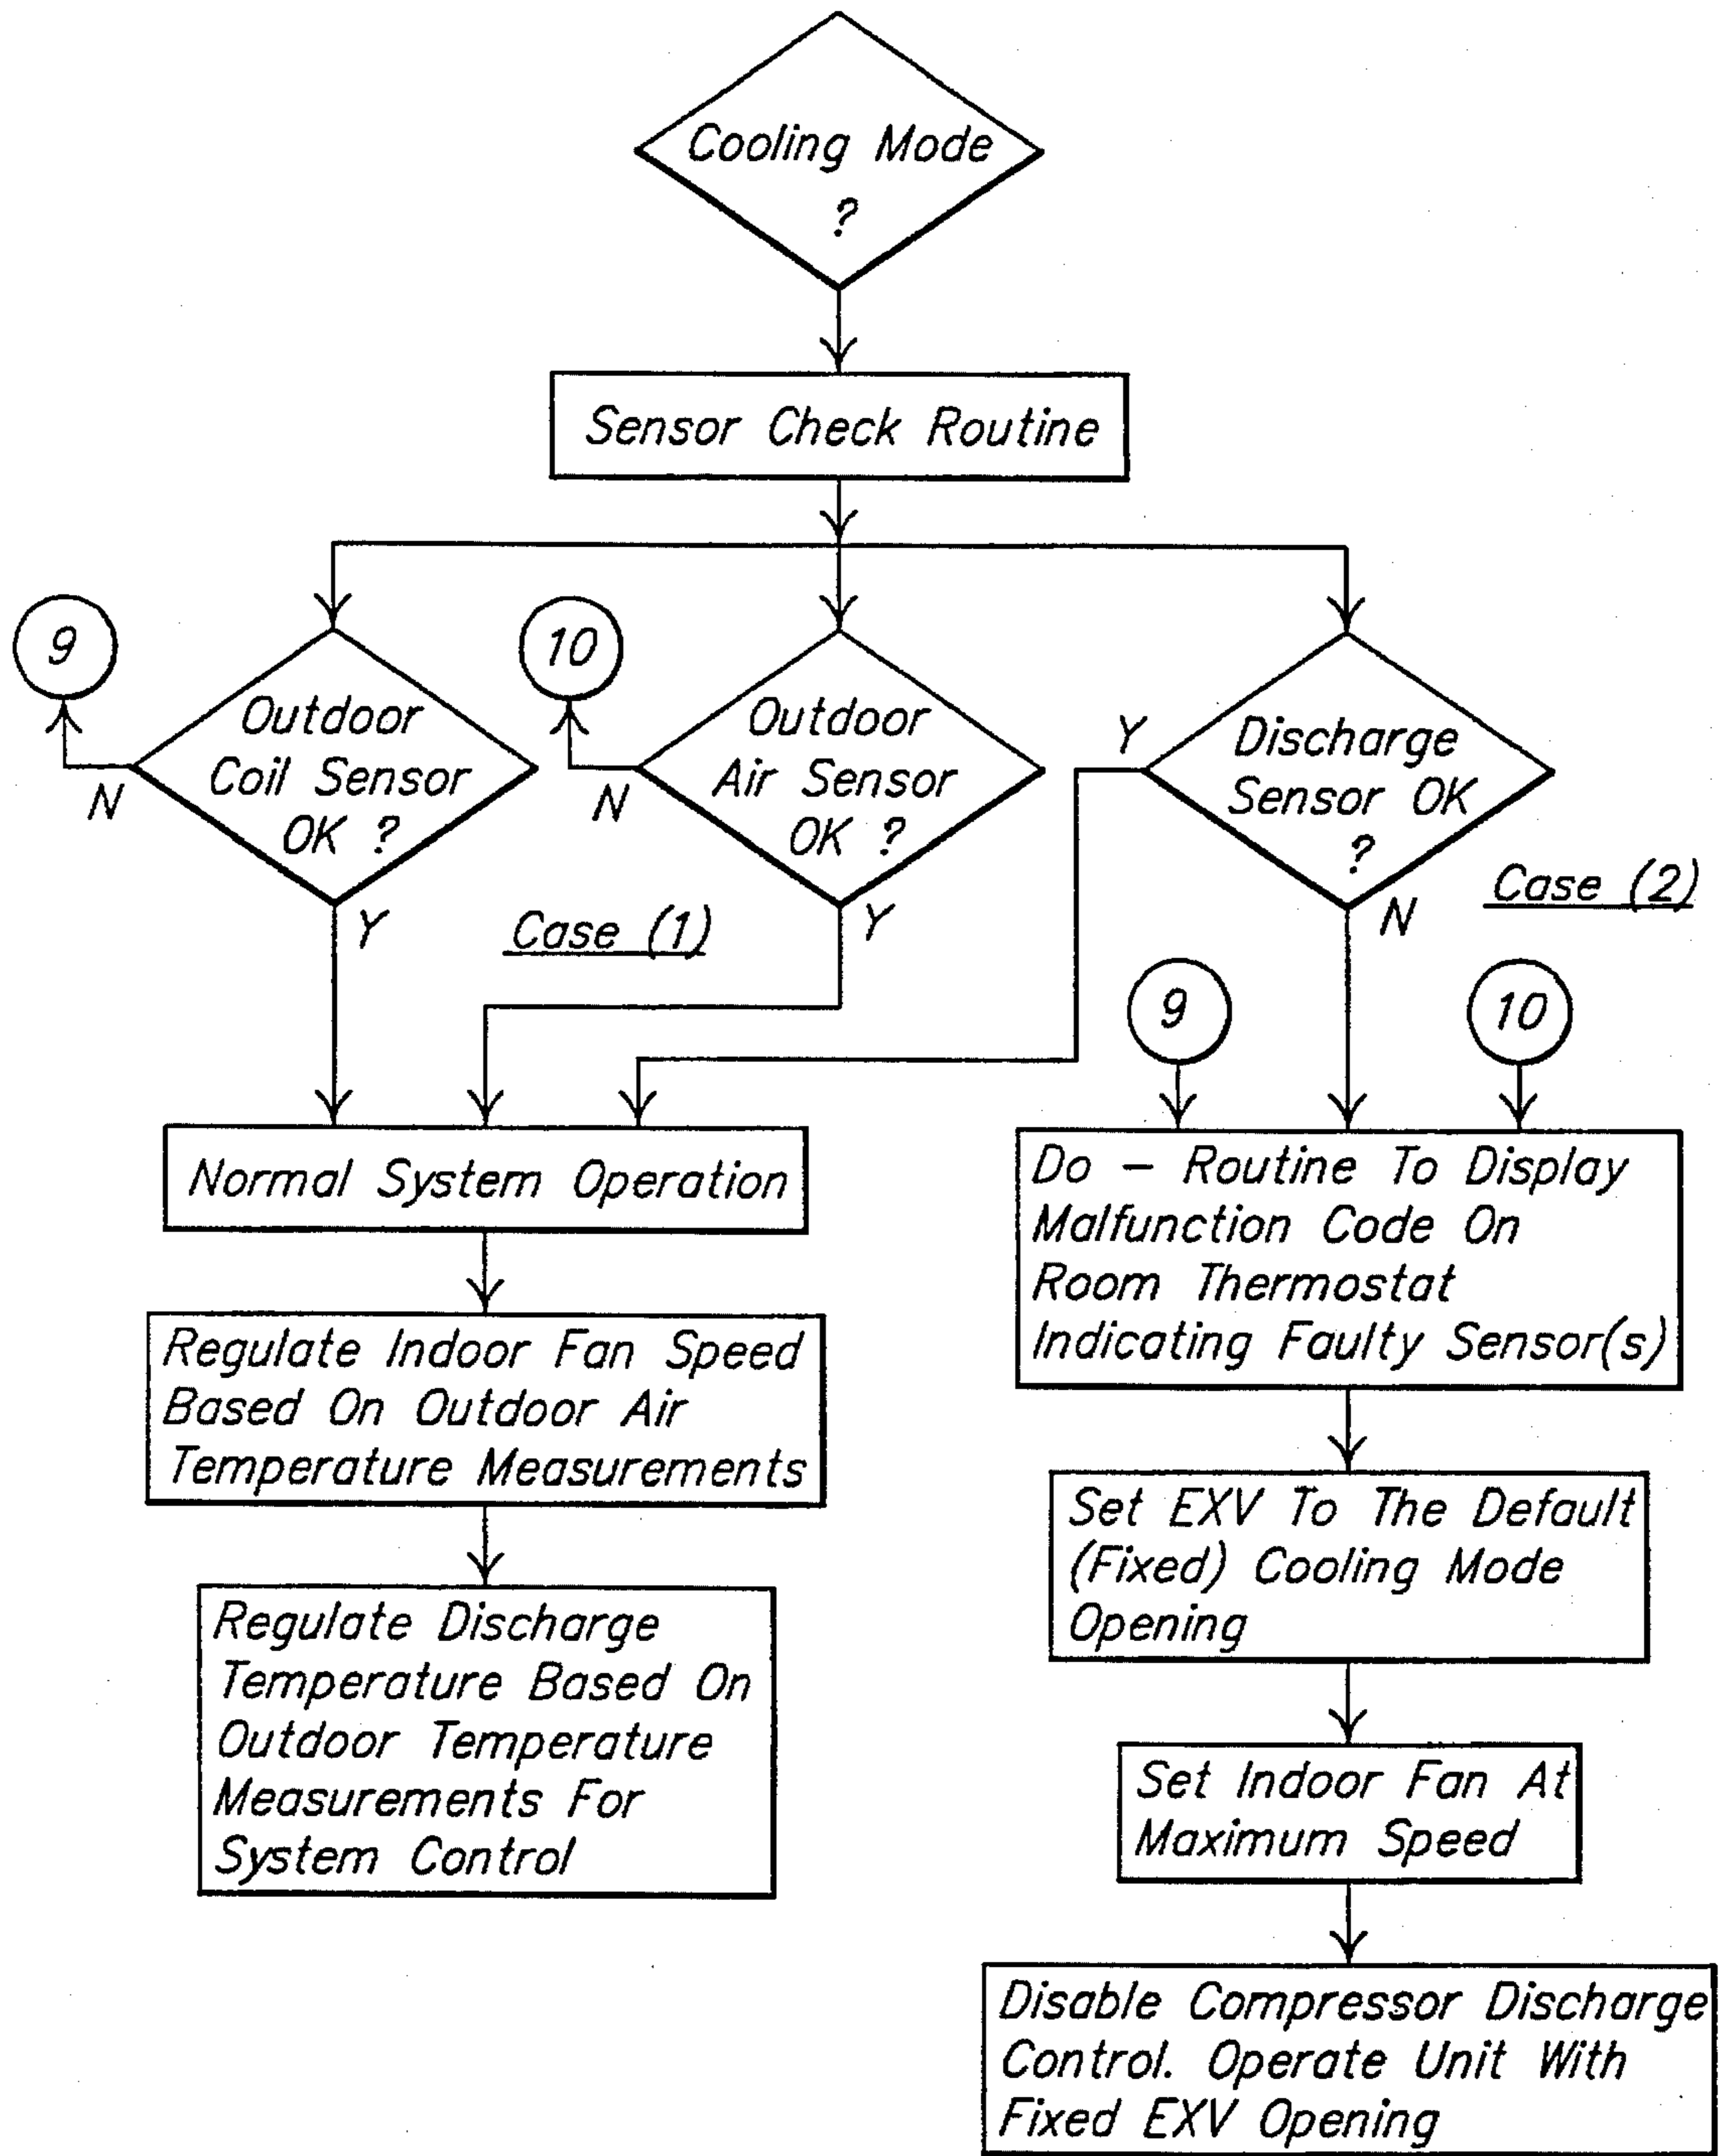 Cooling Mode
?
Sensor Check Routine
9
10
Outdoor
Coil Sensor
OK ?
N
Y
Outdoor
Air Sensor
OK ?
N
Y
Y
Discharge
Sensor OK
?
N
Case (1)
Case (2)
9
10
Normal System Operation
Regulate Indoor Fan Speed
Based On Outdoor Air
Temperature Measurements
Regulate Discharge
Temperature Based On
Outdoor Temperature
Measurements For
System Control
Do – Routine To Display
Malfunction Code On
Room Thermostat
Indicating Faulty Sensor(s)
Set EXV To The Default
(Fixed) Cooling Mode
Opening
Set Indoor Fan At
Maximum Speed
Disable Compressor Discharge
Control. Operate Unit With
Fixed EXV Opening